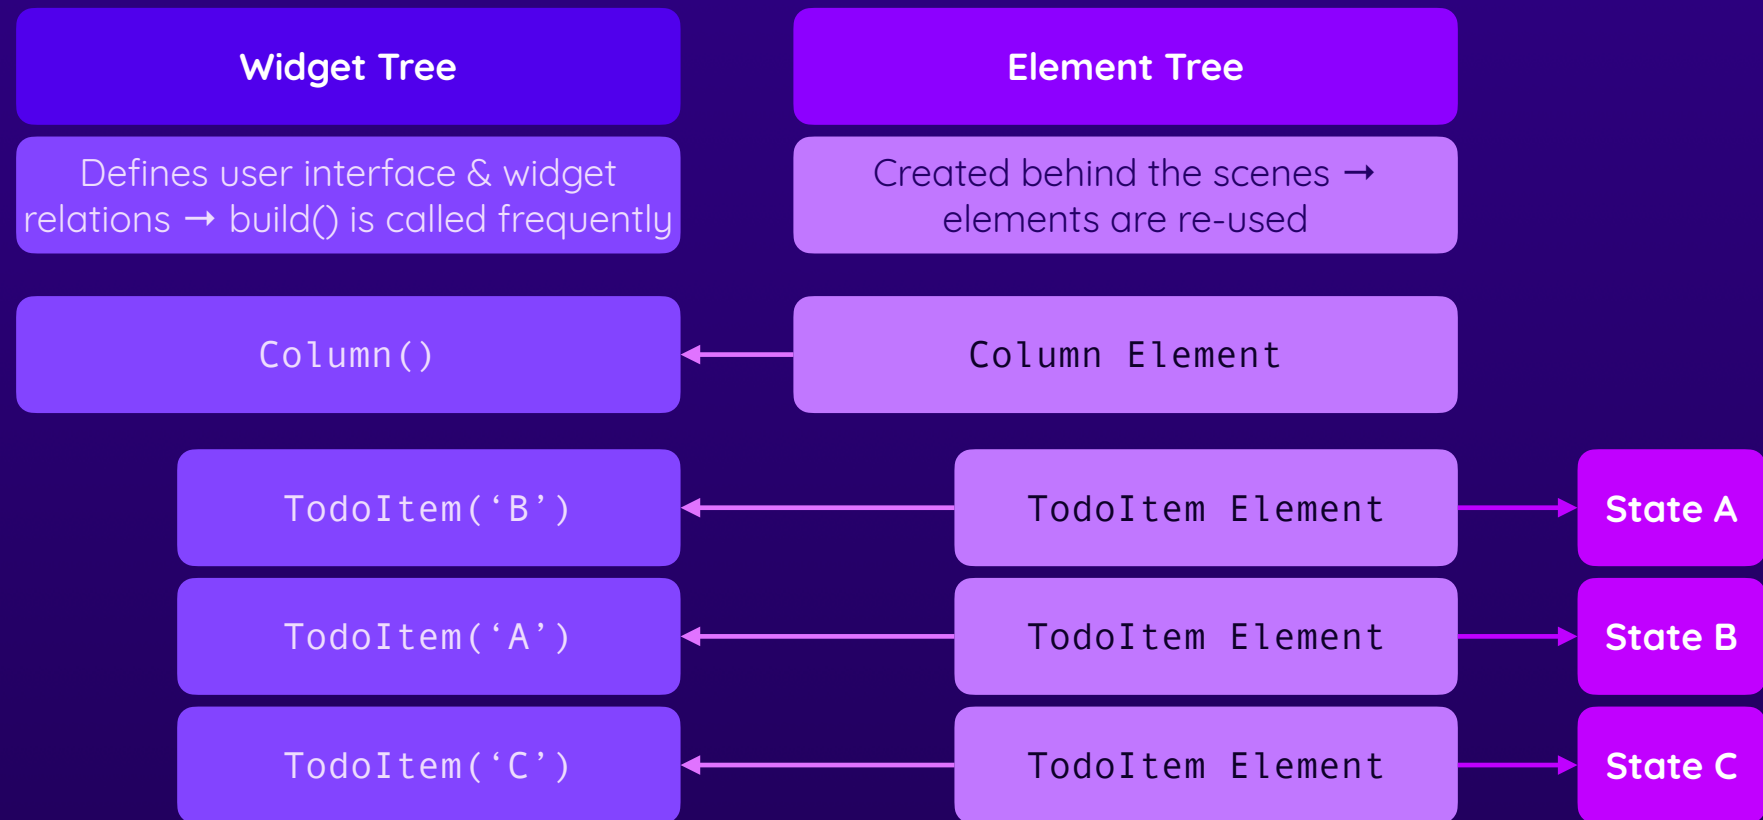 Widget Tree
Element Tree
Defines user interface & widget
relations → build() is called frequently
Created behind the scenes →
elements are re-used
Column()
Column Element
TodoItem(‘B’)
TodoItem Element
State A
TodoItem(‘A’)
TodoItem Element
State B
TodoItem(‘C’)
TodoItem Element
State C